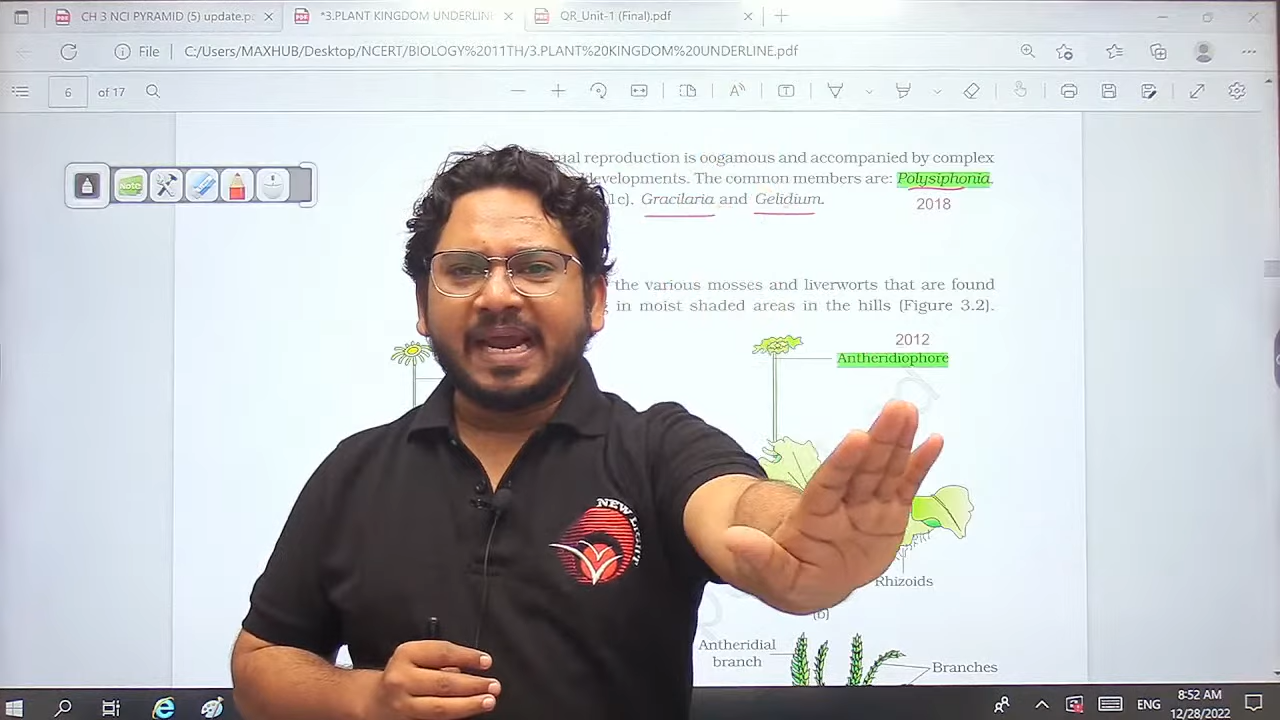 CH 3 NCI PYRAMID (5) update.p
*3.PLANT KINGDOM UNDERLINE
QR_Unit-1 (Final).pdf
File
C:/Users/MAXHUB/Desktop/NCERT/BIOLOGY%2011TH/3.PLANT%20KINGDOM%20UNDERLINE.pdf
6 of 17
Note
ual reproduction is oogamous and accompanied by complex
developments. The common members are: Polysiphonia,
1c), Gracilaria and Gelidium.
2018
the various mosses and liverworts that are found
in moist shaded areas in the hills (Figure 3.2).
2012
Antheridiophore
NEW LIGHT
Rhizoids
(b)
Antheridial
branch
Branches
ENG
8:52 AM
12/28/2022